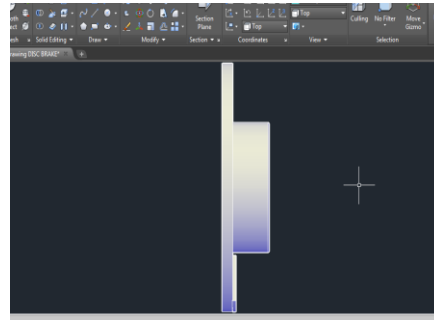 Section
Plane
Top
Top
Culling
No Filter
Move
Gizmo
Solid Editing
Draw
Modify
Section
Coordinates
View
Selection
rawing DISC BRAKE*